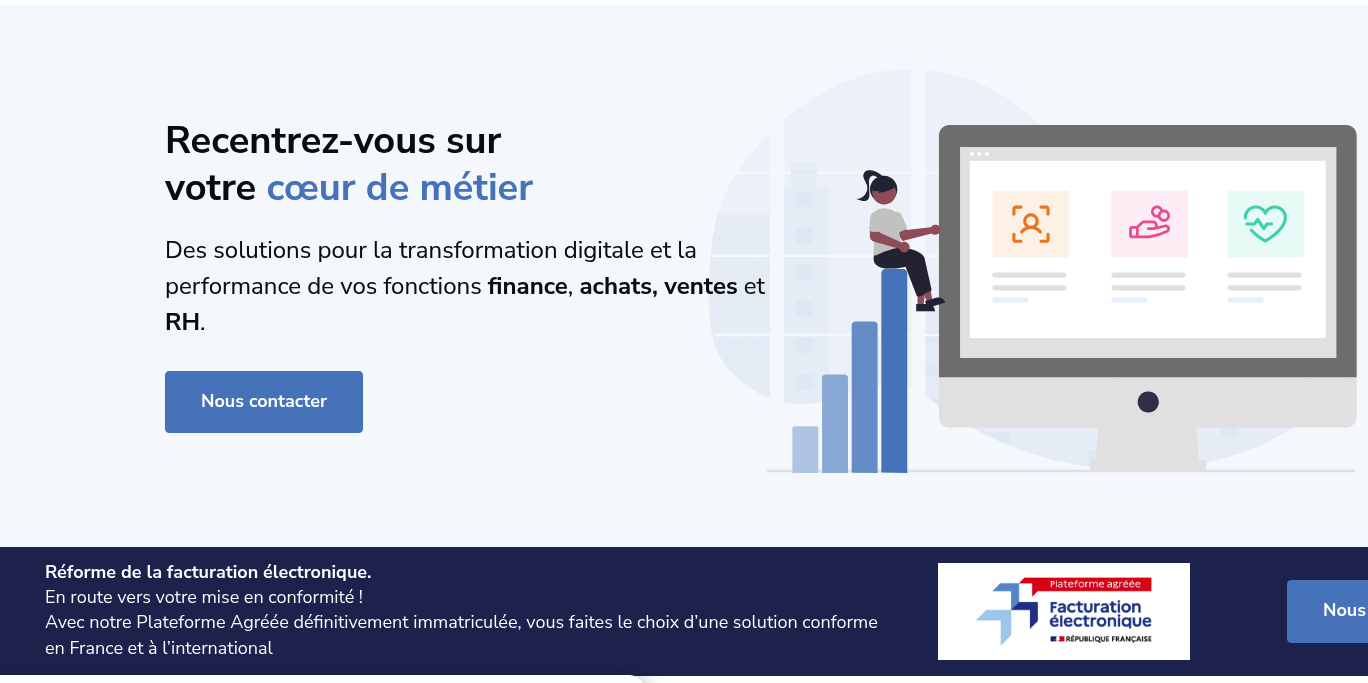 Recentrez-vous sur
votre cœur de métier
Des solutions pour la transformation digitale et la
performance de vos fonctions finance, achats, ventes et
RH.
Nous contacter
Réforme de la facturation électronique.
En route vers votre mise en conformité !
Avec notre Plateforme Agréée définitivement immatriculée, vous faites le choix d’une solution conforme
en France et à l’international
Plateforme agréée
Facturation
électronique
RÉPUBLIQUE FRANÇAISE
Nous